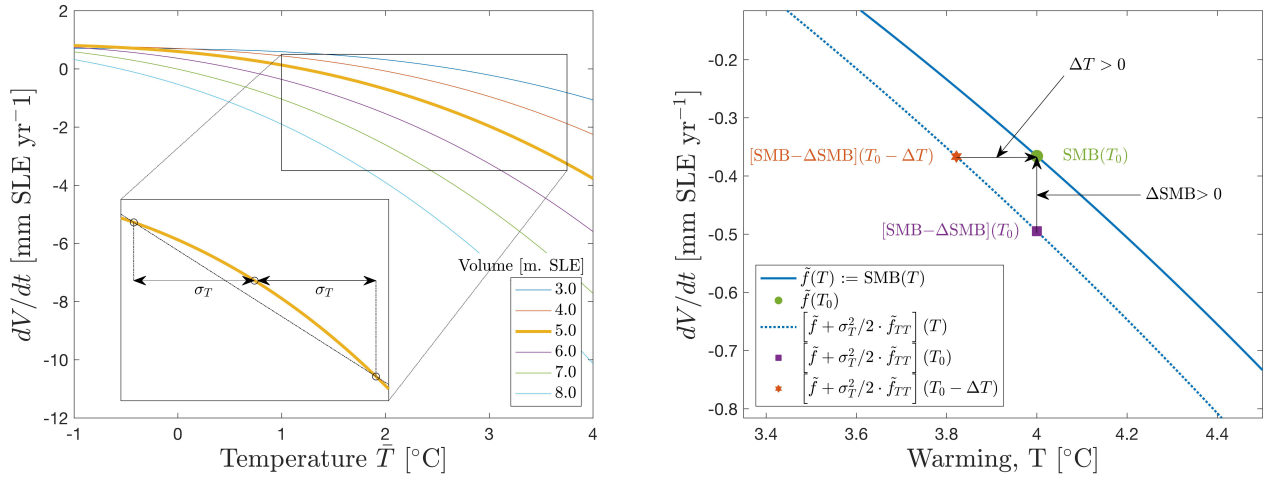 2
0
-2
-4
-6
-8
-10
-12
-1
0
1
2
3
4
dV/dt [mm SLE yr⁻¹]
Temperature T̄ [°C]
σ_T
σ_T
Volume [m. SLE]
3.0
4.0
5.0
6.0
7.0
8.0
-0.2
-0.3
-0.4
-0.5
-0.6
-0.7
-0.8
3.4
3.6
3.8
4
4.2
4.4
dV/dt [mm SLE yr⁻¹]
Warming, T [°C]
ΔT > 0
[SMB−ΔSMB](T₀ − ΔT)
SMB(T₀)
ΔSMB> 0
[SMB−ΔSMB](T₀)
f̃(T) := SMB(T)
f̃(T₀)
[f̃ + σ_T²/2 · f̃_TT] (T)
[f̃ + σ_T²/2 · f̃_TT] (T₀)
[f̃ + σ_T²/2 · f̃_TT] (T₀ − ΔT)